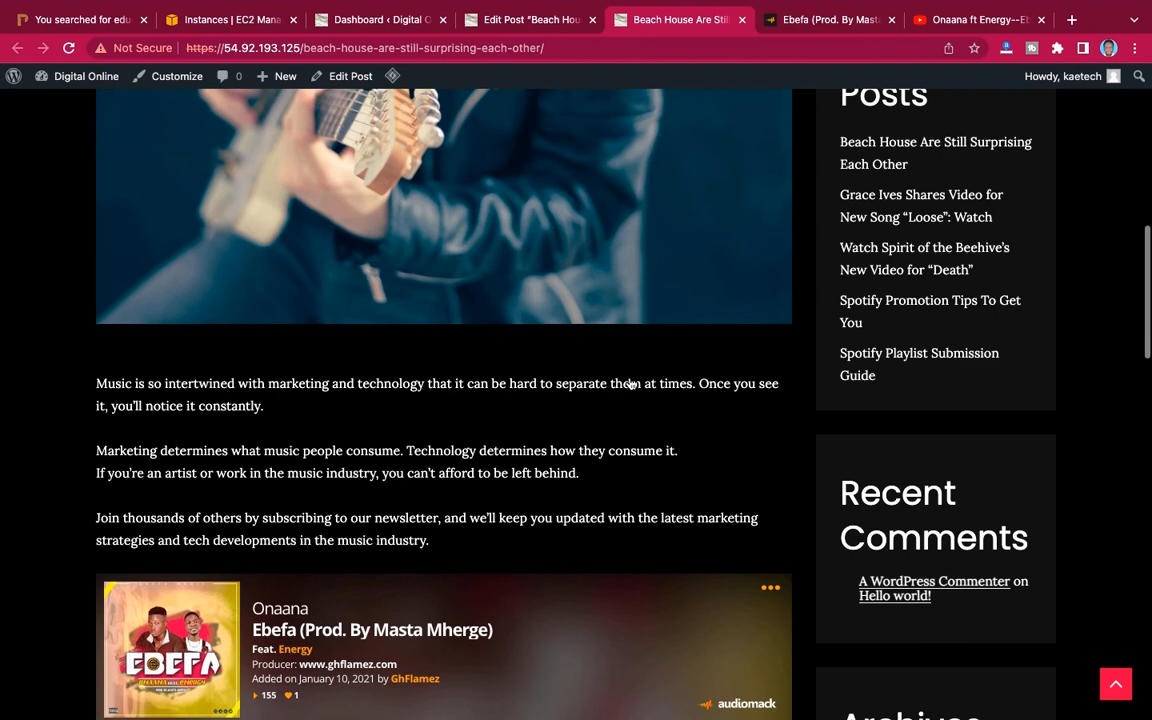 You searched for edu
Instances | EC2 Mana
Dashboard ‹ Digital O
Edit Post "Beach Hou
Beach House Are Stil
Ebefa (Prod. By Masta
Onaana ft Energy--Eb
Not Secure
https://54.92.193.125/beach-house-are-still-surprising-each-other/
Digital Online
Customize
0
New
Edit Post
Howdy, kaetech
Posts
Beach House Are Still Surprising
Each Other
Grace Ives Shares Video for
New Song “Loose”: Watch
Watch Spirit of the Beehive’s
New Video for “Death”
Spotify Promotion Tips To Get
You
Spotify Playlist Submission
Guide
Music is so intertwined with marketing and technology that it can be hard to separate them at times. Once you see
it, you’ll notice it constantly.
Marketing determines what music people consume. Technology determines how they consume it.
If you’re an artist or work in the music industry, you can’t afford to be left behind.
Join thousands of others by subscribing to our newsletter, and we’ll keep you updated with the latest marketing
strategies and tech developments in the music industry.
Recent
Comments
A WordPress Commenter on
Hello world!
EBEFA
Onaana
Ebefa (Prod. By Masta Mherge)
Feat. Energy
Producer: www.ghflamez.com
Added on January 10, 2021 by GhFlamez
155 1
audiomack
Archives